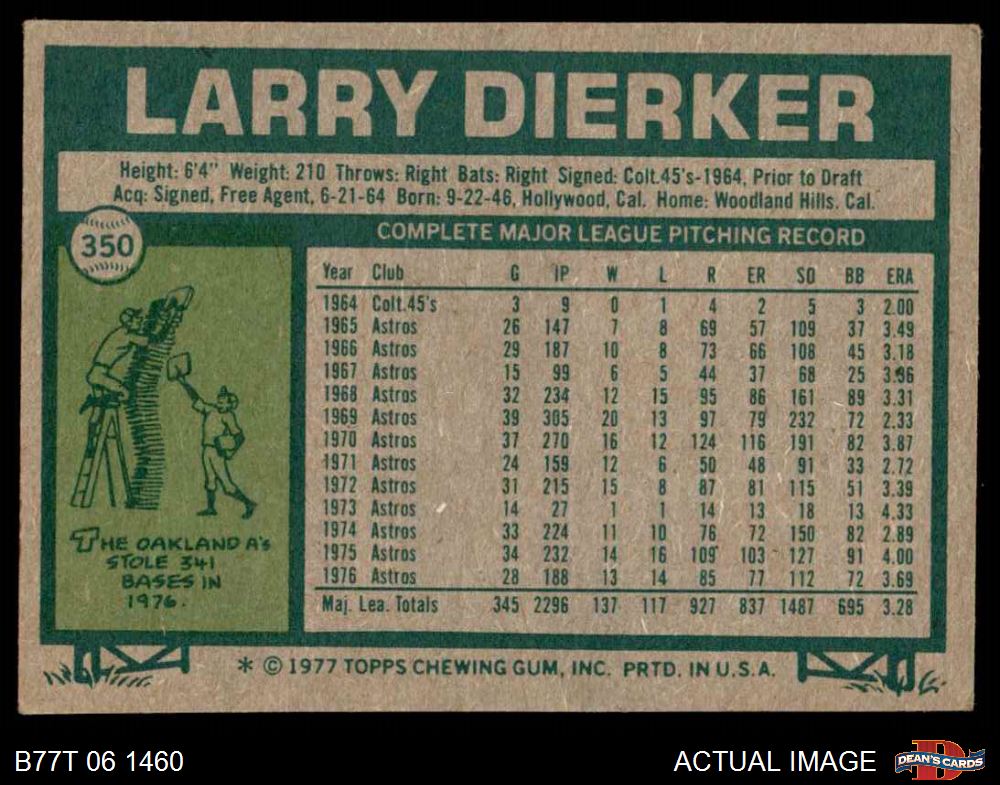 LARRY DIERKER
Height: 6'4" Weight: 210 Throws: Right Bats: Right Signed: Colt.45's-1964, Prior to Draft
Acq: Signed, Free Agent, 6-21-64 Born: 9-22-46, Hollywood, Cal. Home: Woodland Hills. Cal.
350
COMPLETE MAJOR LEAGUE PITCHING RECORD
Year Club G IP W L R ER SO BB ERA
1964 Colt.45's 3 9 0 1 4 2 5 3 2.00
1965 Astros 26 147 7 8 69 57 109 37 3.49
1966 Astros 29 187 10 8 73 66 108 45 3.18
1967 Astros 15 99 6 5 44 37 68 25 3.36
1968 Astros 32 234 12 15 95 86 161 89 3.31
1969 Astros 39 305 20 13 97 79 232 72 2.33
1970 Astros 37 270 16 12 124 116 191 82 3.87
1971 Astros 24 159 12 6 50 48 91 33 2.72
1972 Astros 31 215 15 8 87 81 115 51 3.39
1973 Astros 14 27 1 1 14 13 18 13 4.33
1974 Astros 33 224 11 10 76 72 150 82 2.89
1975 Astros 34 232 14 16 109 103 127 91 4.00
1976 Astros 28 188 13 14 85 77 112 72 3.69
Maj. Lea. Totals 345 2296 137 117 927 837 1487 695 3.28
THE OAKLAND A's
STOLE 341
BASES IN
1976.
* © 1977 TOPPS CHEWING GUM, INC. PRTD. IN U.S.A.
B77T 06 1460
ACTUAL IMAGE
DEAN'S CARDS